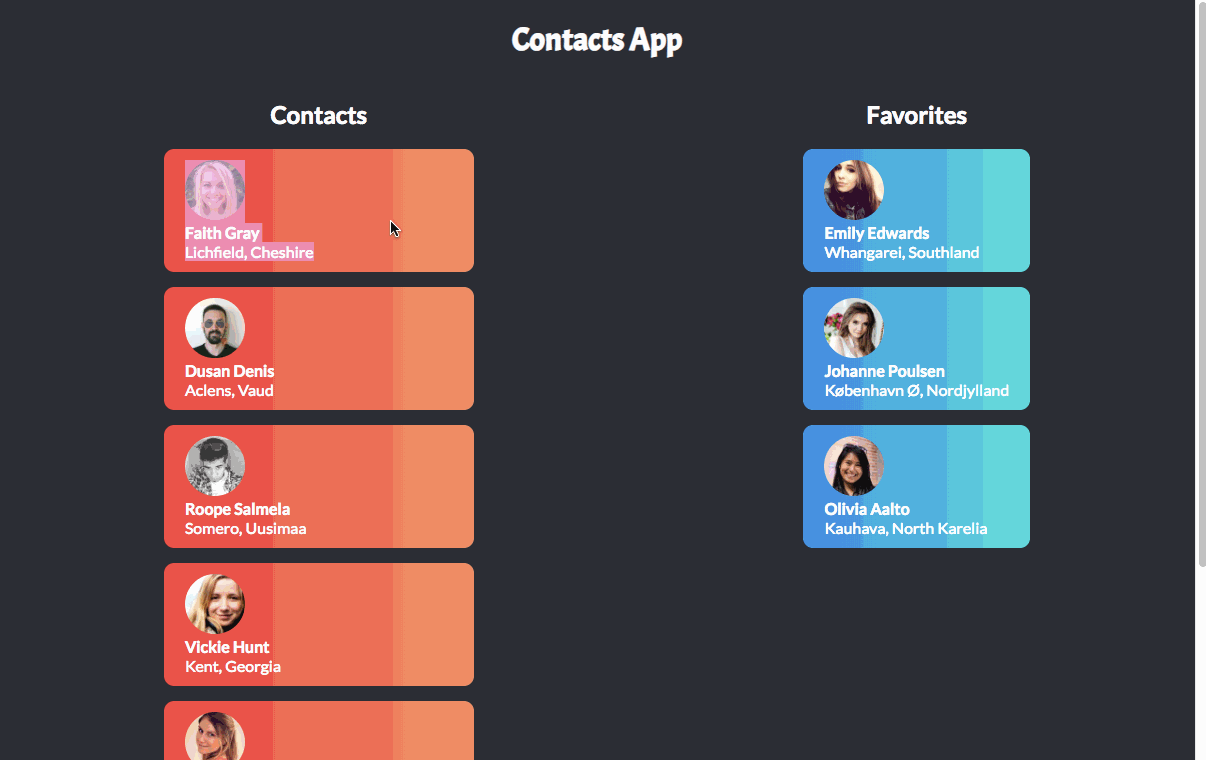 Contacts App
Contacts
Faith Gray
Lichfield, Cheshire
Dusan Denis
Aclens, Vaud
Roope Salmela
Somero, Uusimaa
Vickie Hunt
Kent, Georgia
Favorites
Emily Edwards
Whangarei, Southland
Johanne Poulsen
København Ø, Nordjylland
Olivia Aalto
Kauhava, North Karelia